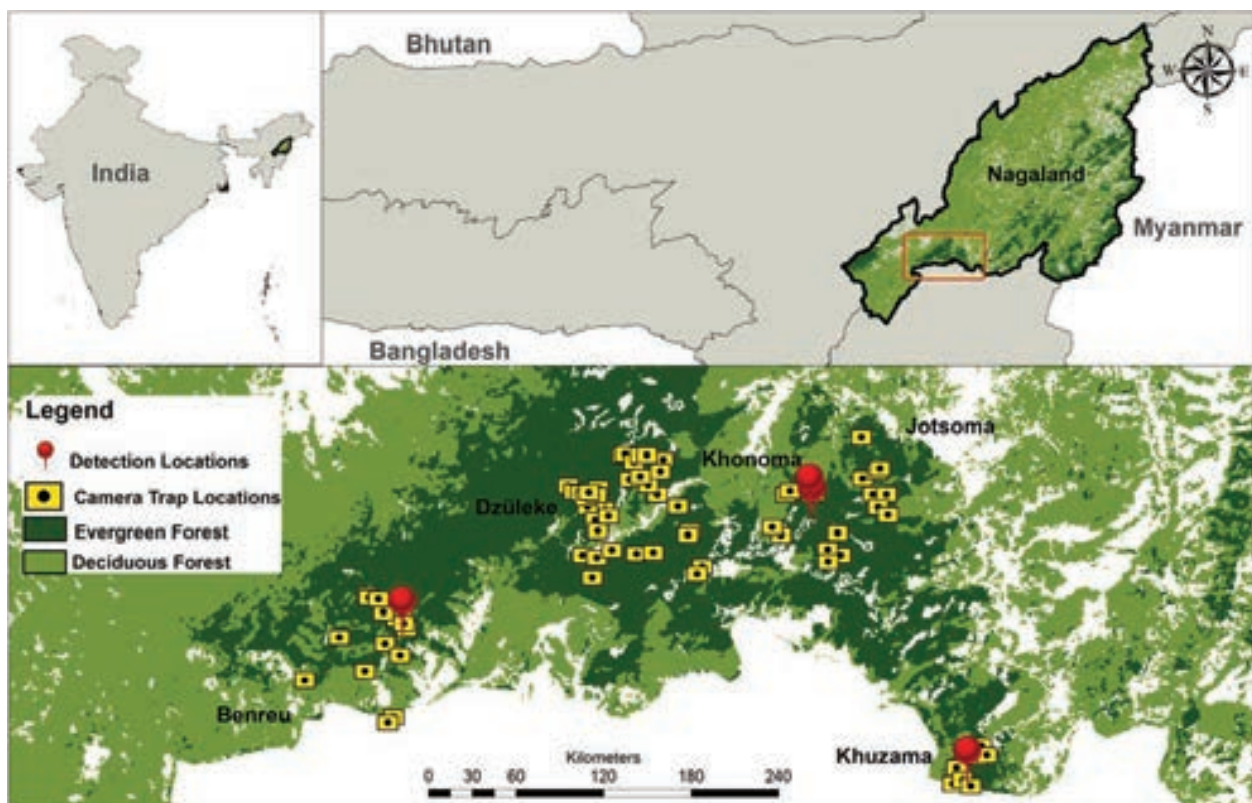 India
Bhutan
N
W E
S
Nagaland
Myanmar
Bangladesh
Legend
Detection Locations
Camera Trap Locations
Evergreen Forest
Deciduous Forest
Jotsoma
Khonoma
Dzüleke
Benreu
Khuzama
Kilometers
0 30 60 120 180 240